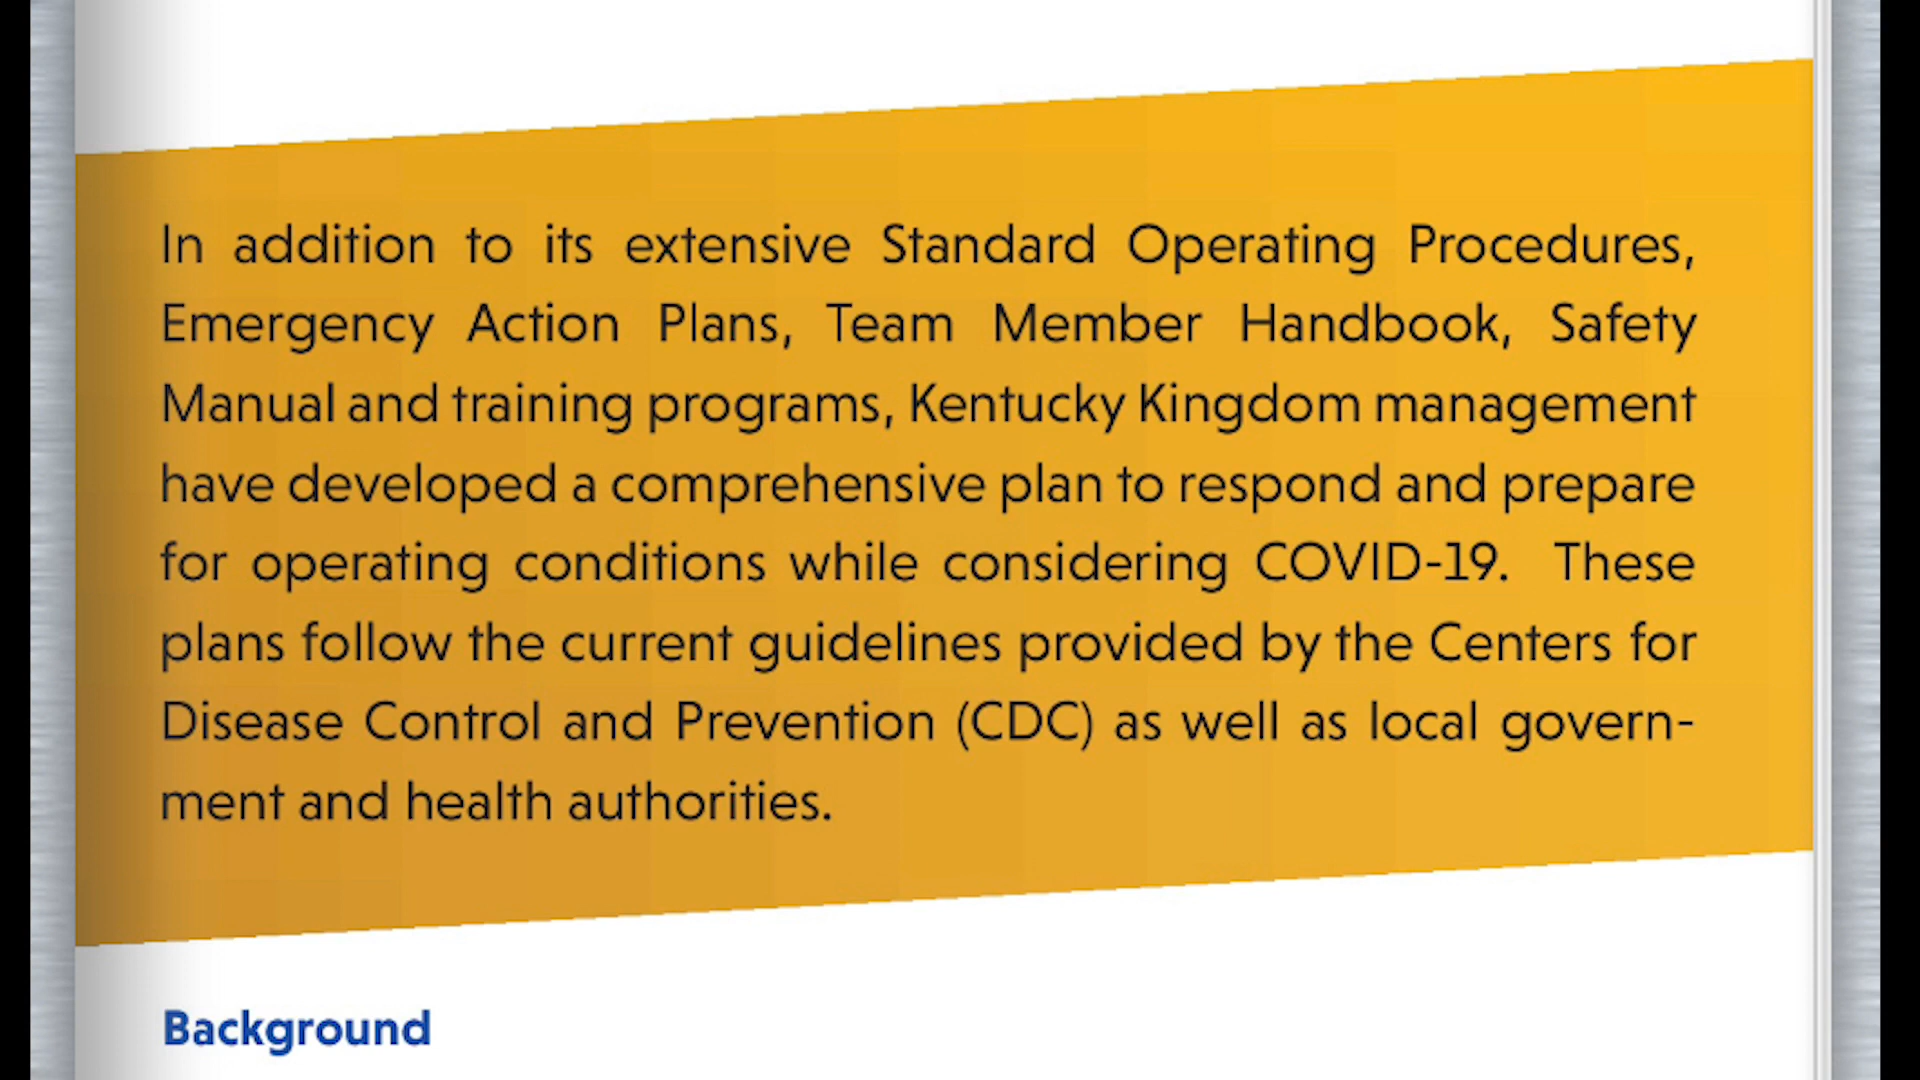 In addition to its extensive Standard Operating Procedures,
Emergency Action Plans, Team Member Handbook, Safety
Manual and training programs, Kentucky Kingdom management
have developed a comprehensive plan to respond and prepare
for operating conditions while considering COVID-19.  These
plans follow the current guidelines provided by the Centers for
Disease Control and Prevention (CDC) as well as local govern-
ment and health authorities.
Background